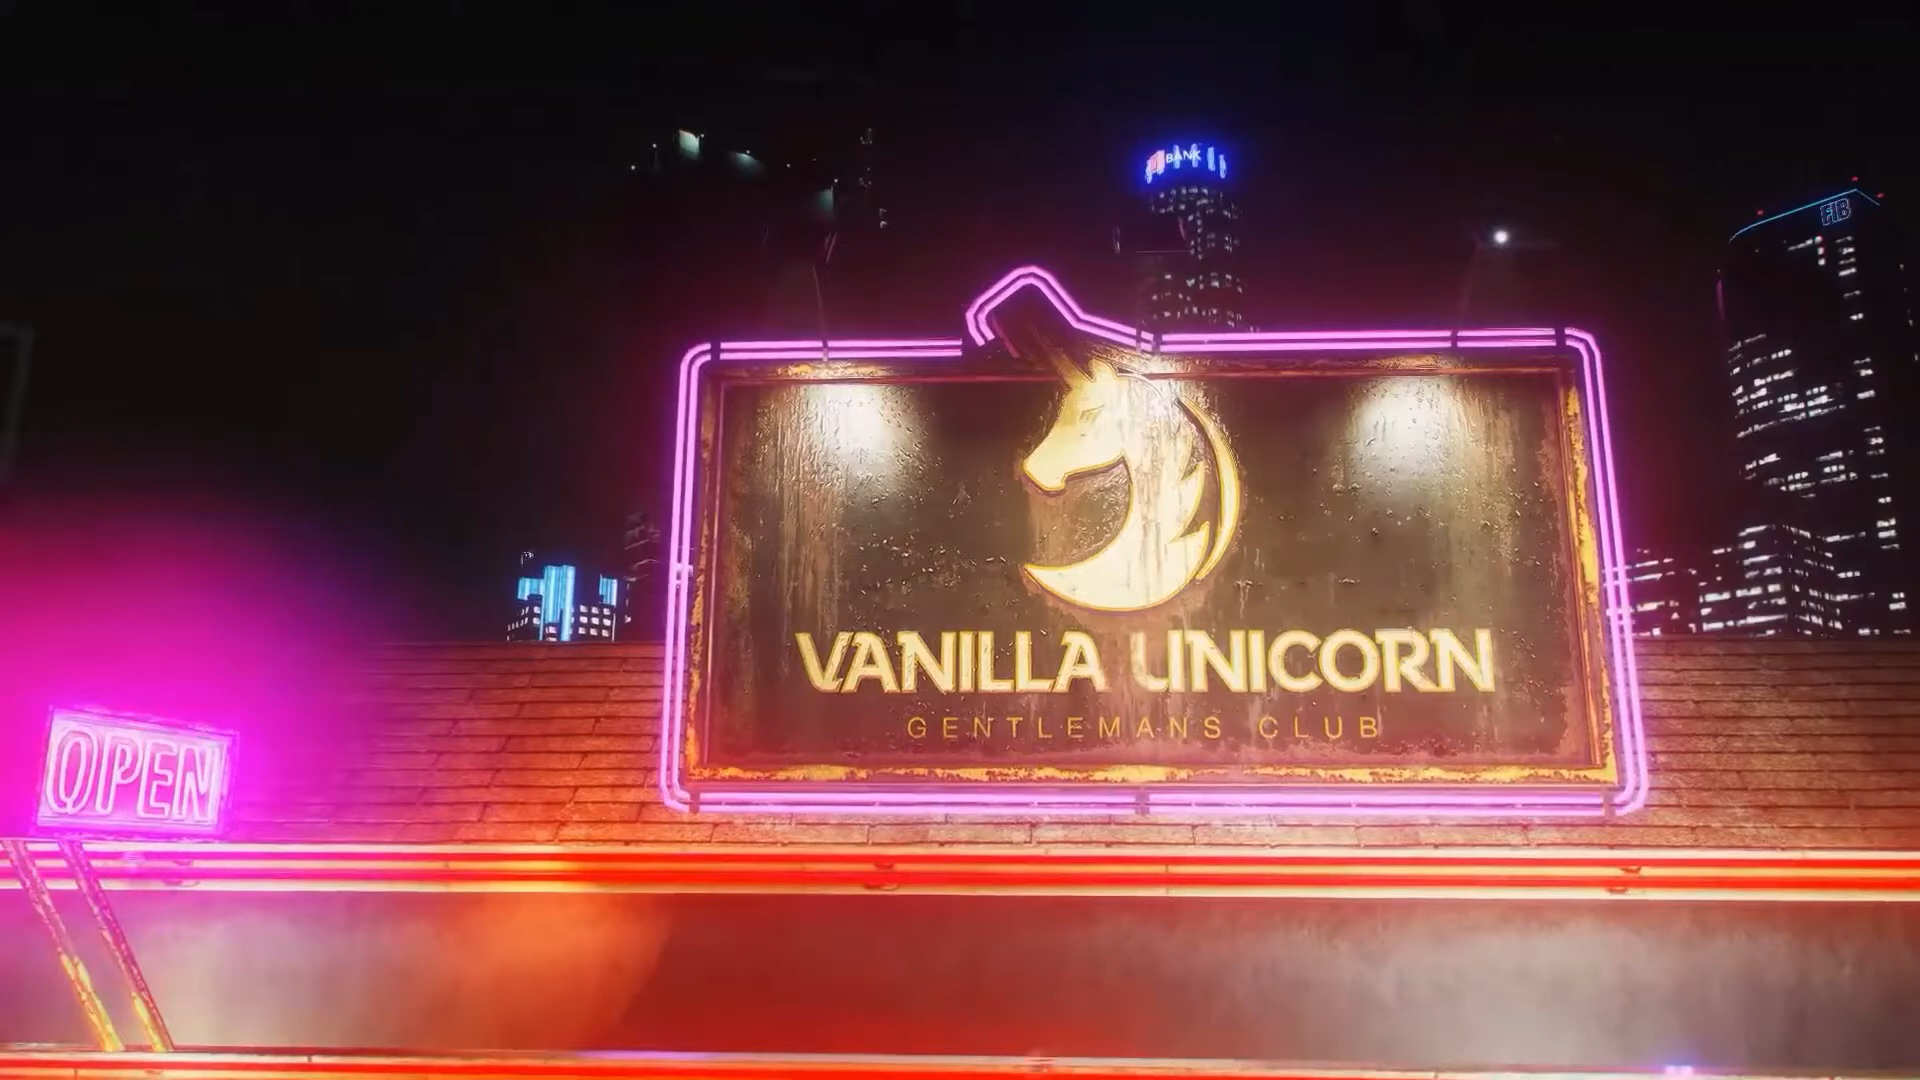 BANK
FIB
VANILLA UNICORN
GENTLEMANS CLUB
OPEN